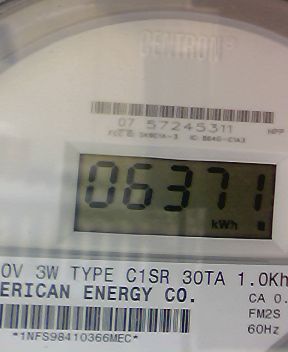 CENTRON®
07 57245311
06371
kWh
0V 3W TYPE C1SR 30TA 1.0Kh
ERICAN ENERGY CO.
CA 0.
FM2S
60Hz
*1NFS98410366MEC*